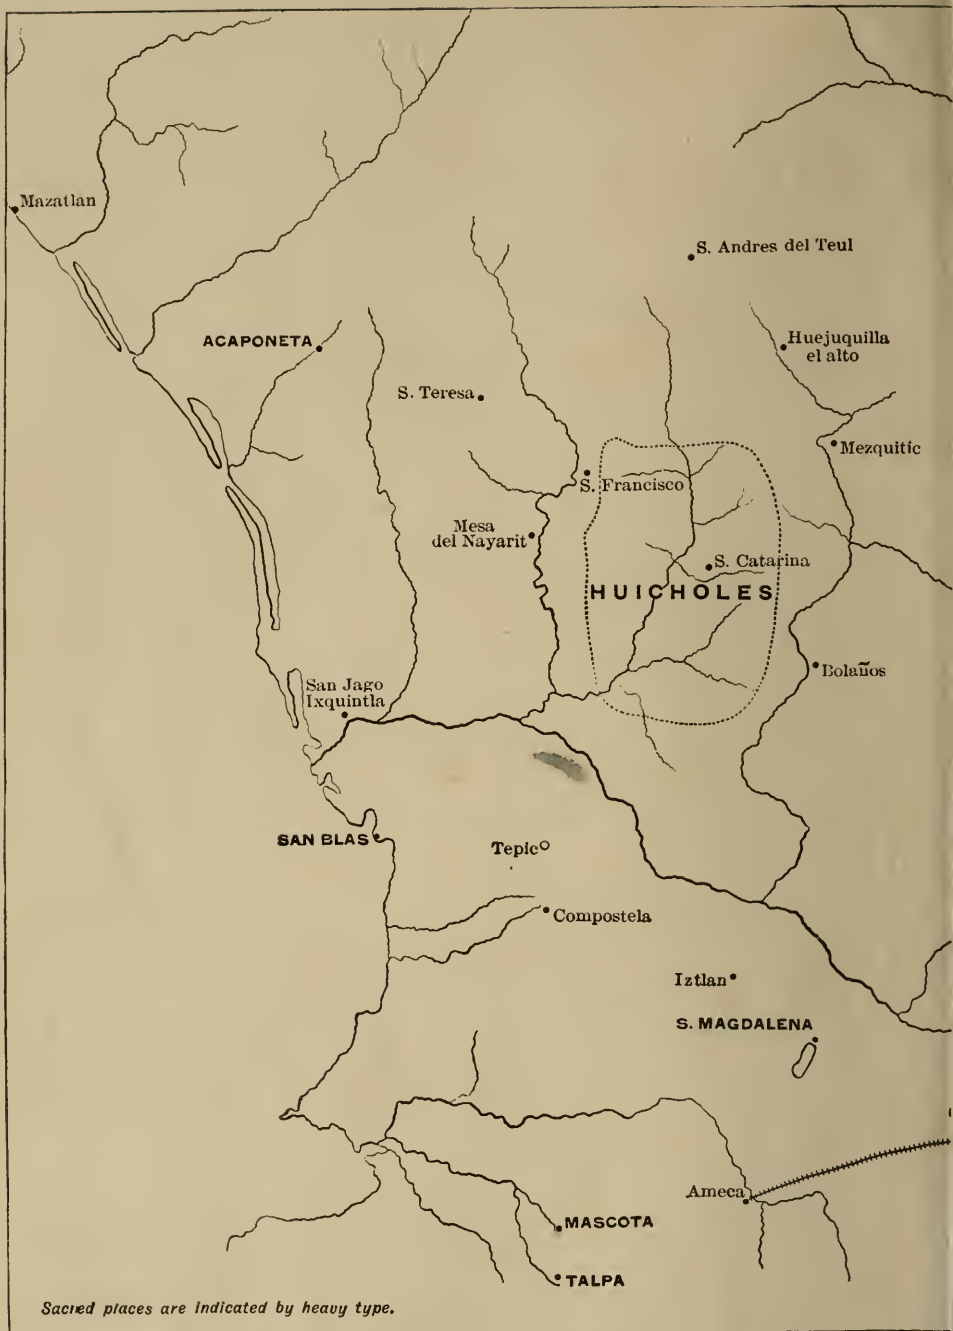 Mazatlan
S. Andres del Teul
ACAPONETA
Huejuquilla
el alto
S. Teresa
Mezquitic
S. Francisco
Mesa
del Nayarit
S. Catarina
HUICHOLES
Bolaños
San Jago
Ixquintla
SAN BLAS
Tepic
Compostela
Iztlan
S. MAGDALENA
Ameca
MASCOTA
TALPA
Sacred places are indicated by heavy type.